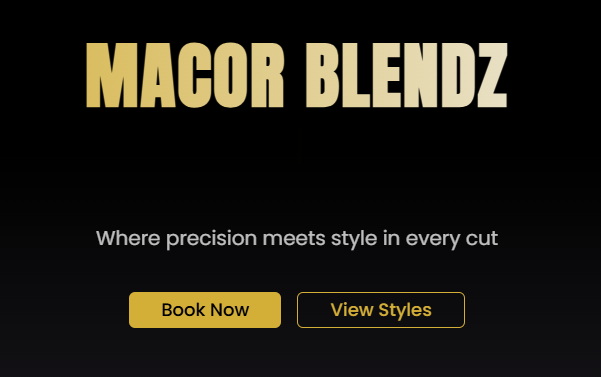 MACOR BLENDZ
Where precision meets style in every cut
Book Now
View Styles